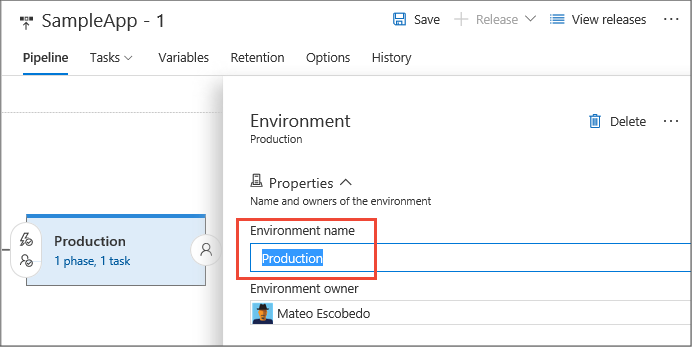 SampleApp - 1
Save
Release
View releases
Pipeline
Tasks
Variables
Retention
Options
History
Environment
Production
Delete
Properties
Name and owners of the environment
Environment name
Production
Environment owner
Mateo Escobedo
Production
1 phase, 1 task